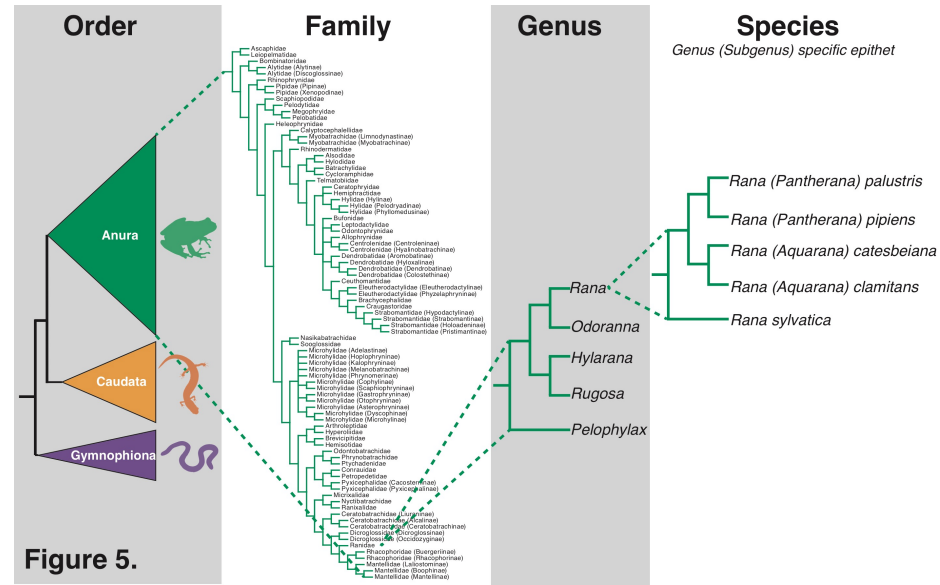 Order
Family
Genus
Species
Genus (Subgenus) specific epithet
Anura
Caudata
Gymnophiona
Figure 5.
Ascaphidae
Leiopelmatidae
Bombinatoridae
Alytidae (Alytinae)
Alytidae (Discoglossinae)
Rhinophrynidae
Pipidae (Pipinae)
Pipidae (Xenopodinae)
Scaphiopodidae
Pelodytidae
Megophryidae
Pelobatidae
Heleophrynidae
Calyptocephalellidae
Myobatrachidae (Limnodynastinae)
Myobatrachidae (Myobatrachinae)
Rhinodermatidae
Alsodidae
Hylodidae
Batrachylidae
Cycloramphidae
Telmatobiidae
Ceratophryidae
Hemiphractidae
Hylidae (Hylinae)
Hylidae (Pelodryadinae)
Hylidae (Phyllomedusinae)
Bufonidae
Leptodactylidae
Odontophrynidae
Allophrynidae
Centrolenidae (Centroleninae)
Centrolenidae (Hyalinobatrachinae)
Dendrobatidae (Aromobatinae)
Dendrobatidae (Hyloxalinae)
Dendrobatidae (Dendrobatinae)
Dendrobatidae (Colostethinae)
Ceuthomantidae
Eleutherodactylidae (Eleutherodactylinae)
Eleutherodactylidae (Phyzelaphryninae)
Brachycephalidae
Craugastoridae
Strabomantidae (Hypodactylinae)
Strabomantidae (Strabomantinae)
Strabomantidae (Holoadeninae)
Strabomantidae (Pristimantinae)
Nasikabatrachidae
Sooglossidae
Microhylidae (Adelastinae)
Microhylidae (Hoplophryninae)
Microhylidae (Kalophryninae)
Microhylidae (Melanobatrachinae)
Microhylidae (Phrynomerinae)
Microhylidae (Cophylinae)
Microhylidae (Scaphiophryninae)
Microhylidae (Gastrophryninae)
Microhylidae (Otophryninae)
Microhylidae (Asterophryninae)
Microhylidae (Dyscophinae)
Microhylidae (Microhylinae)
Arthroleptidae
Hyperoliidae
Brevicipitidae
Hemisotidae
Odontobatrachidae
Phrynobatrachidae
Ptychadenidae
Conrauidae
Petropedetidae
Pyxicephalidae (Cacosterninae)
Pyxicephalidae (Pyxicephalinae)
Micrixalidae
Nyctibatrachidae
Ranixalidae
Ceratobatrachidae (Liuraninae)
Ceratobatrachidae (Alcalinae)
Ceratobatrachidae (Ceratobatrachinae)
Dicroglossidae (Dicroglossinae)
Dicroglossidae (Occidozyginae)
Ranidae
Rhacophoridae (Buergeriinae)
Rhacophoridae (Rhacophorinae)
Mantellidae (Laliostominae)
Mantellidae (Boophinae)
Mantellidae (Mantellinae)
Rana
Odoranna
Hylarana
Rugosa
Pelophylax
Rana (Pantherana) palustris
Rana (Pantherana) pipiens
Rana (Aquarana) catesbeiana
Rana (Aquarana) clamitans
Rana sylvatica